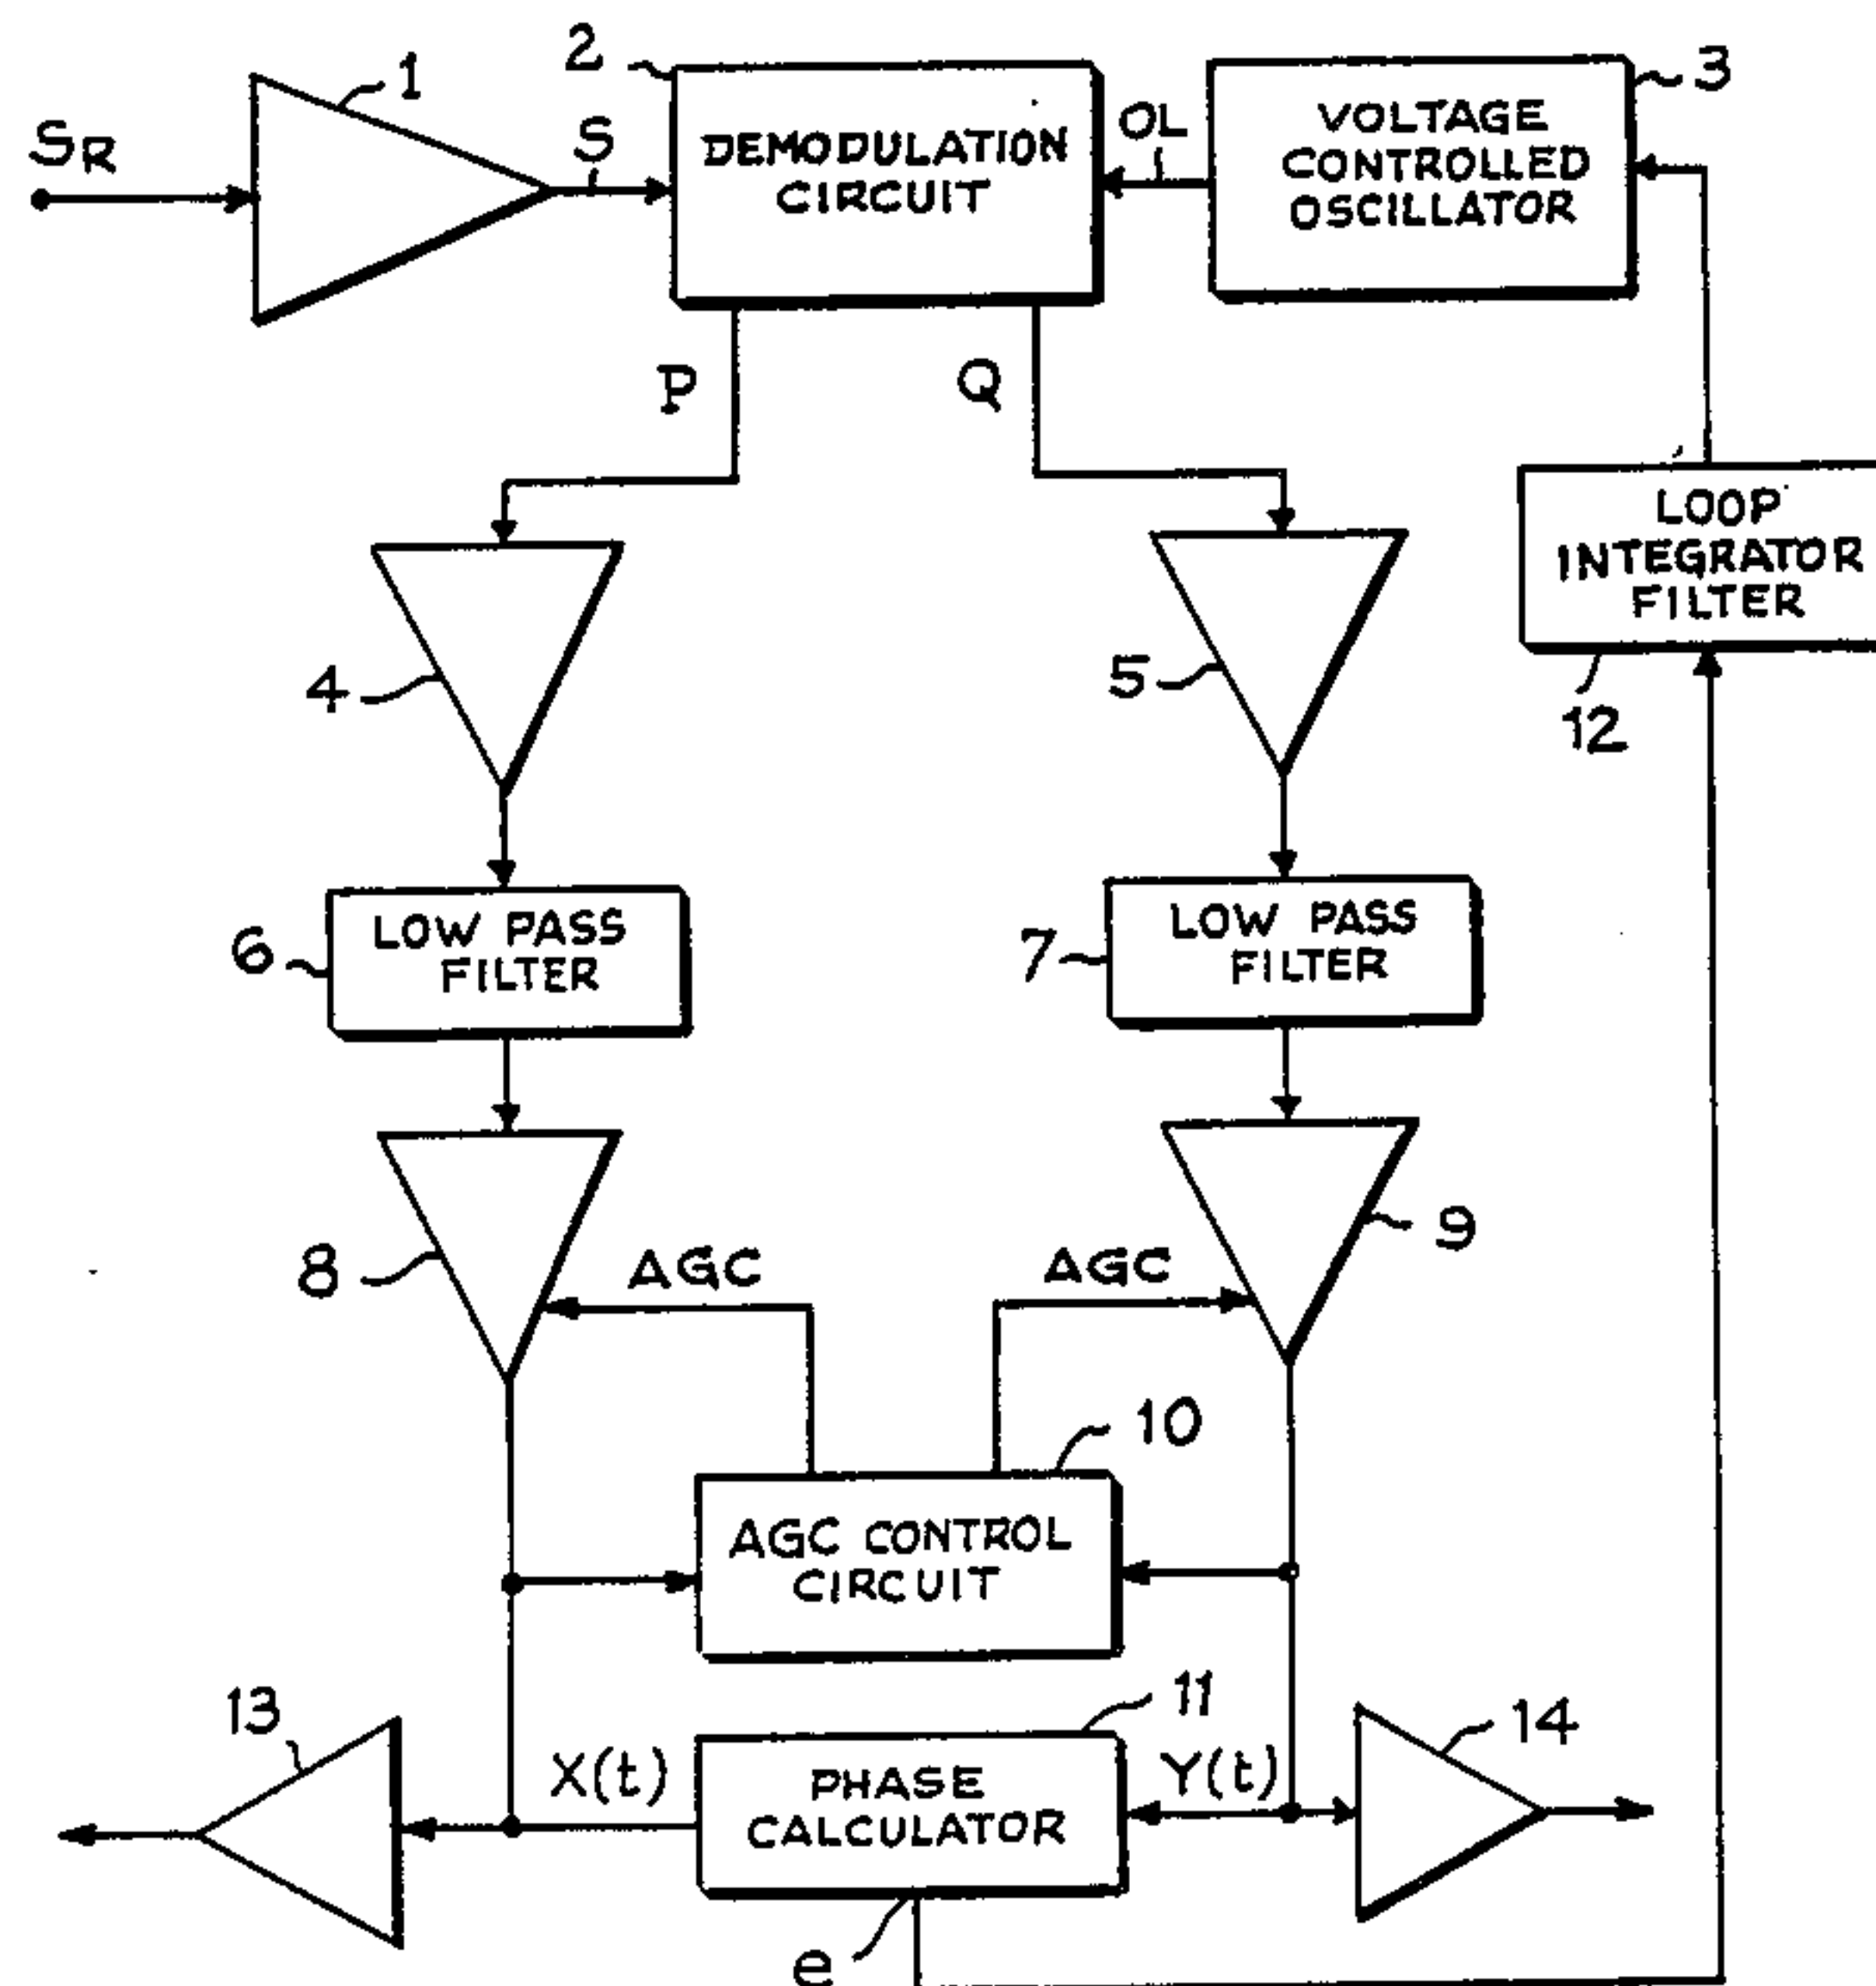 1
2
3
SR
S
DEMODULATION
CIRCUIT
OL
VOLTAGE
CONTROLLED
OSCILLATOR
P
Q
LOOP
INTEGRATOR
FILTER
4
5
12
6
LOW PASS
FILTER
7
LOW PASS
FILTER
8
AGC
AGC
9
10
AGC CONTROL
CIRCUIT
13
11
14
X(t)
PHASE
CALCULATOR
Y(t)
e